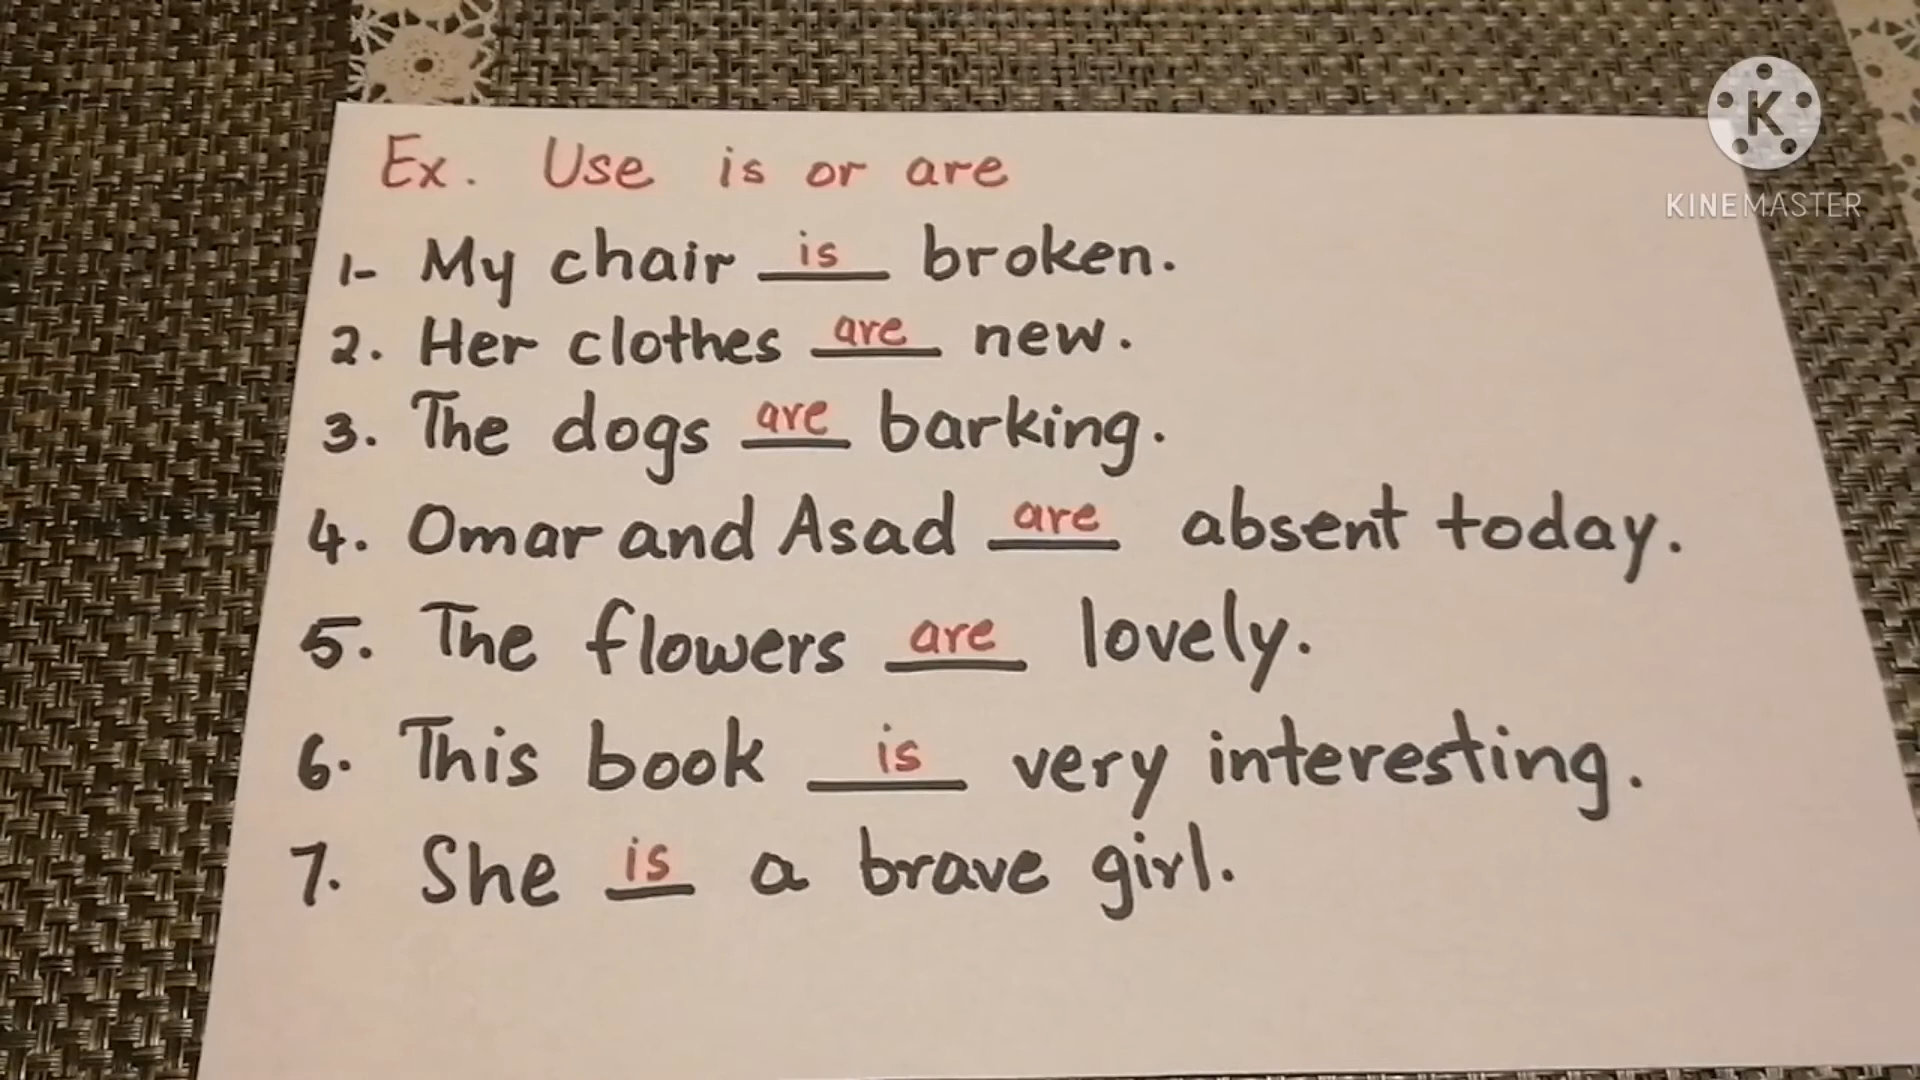 Ex. Use is or are
1- My chair is broken.
2. Her clothes are new.
3. The dogs are barking.
4. Omar and Asad are absent today.
5. The flowers are lovely.
6. This book is very interesting.
7. She is a brave girl.
K
KINEMASTER